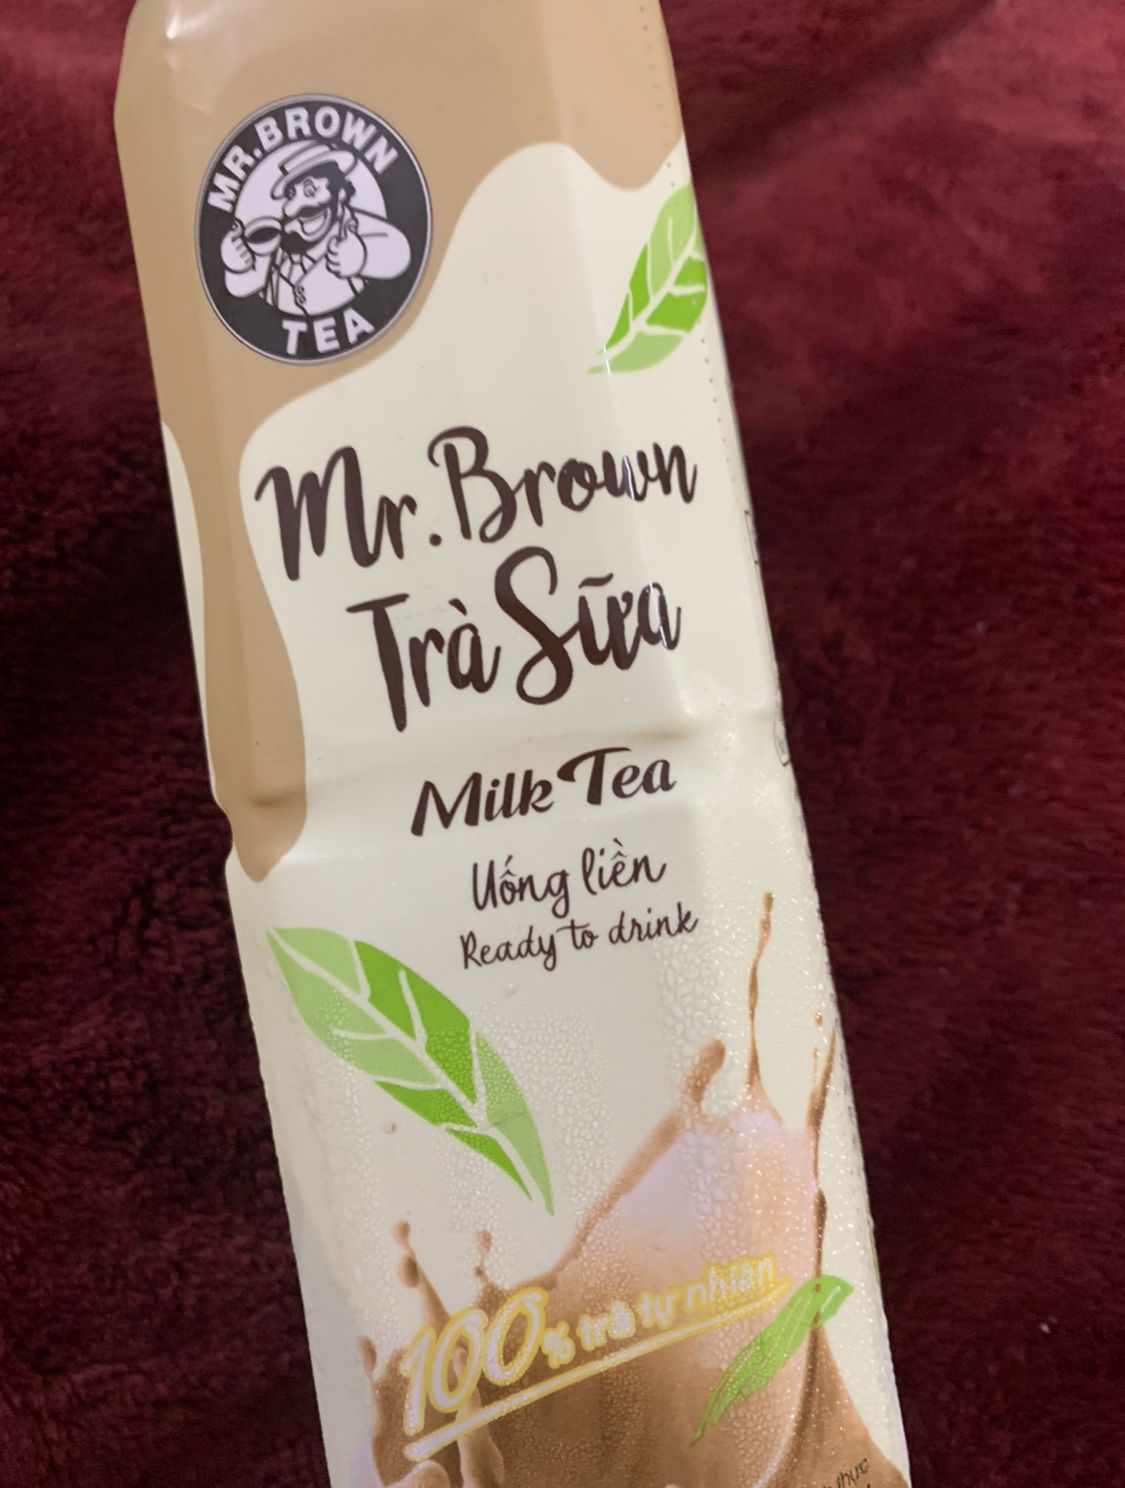 MR. BROWN
TEA
Mr. Brown
Trà Sữa
Milk Tea
Uống liền
Ready to drink
100% trà tự nhiên